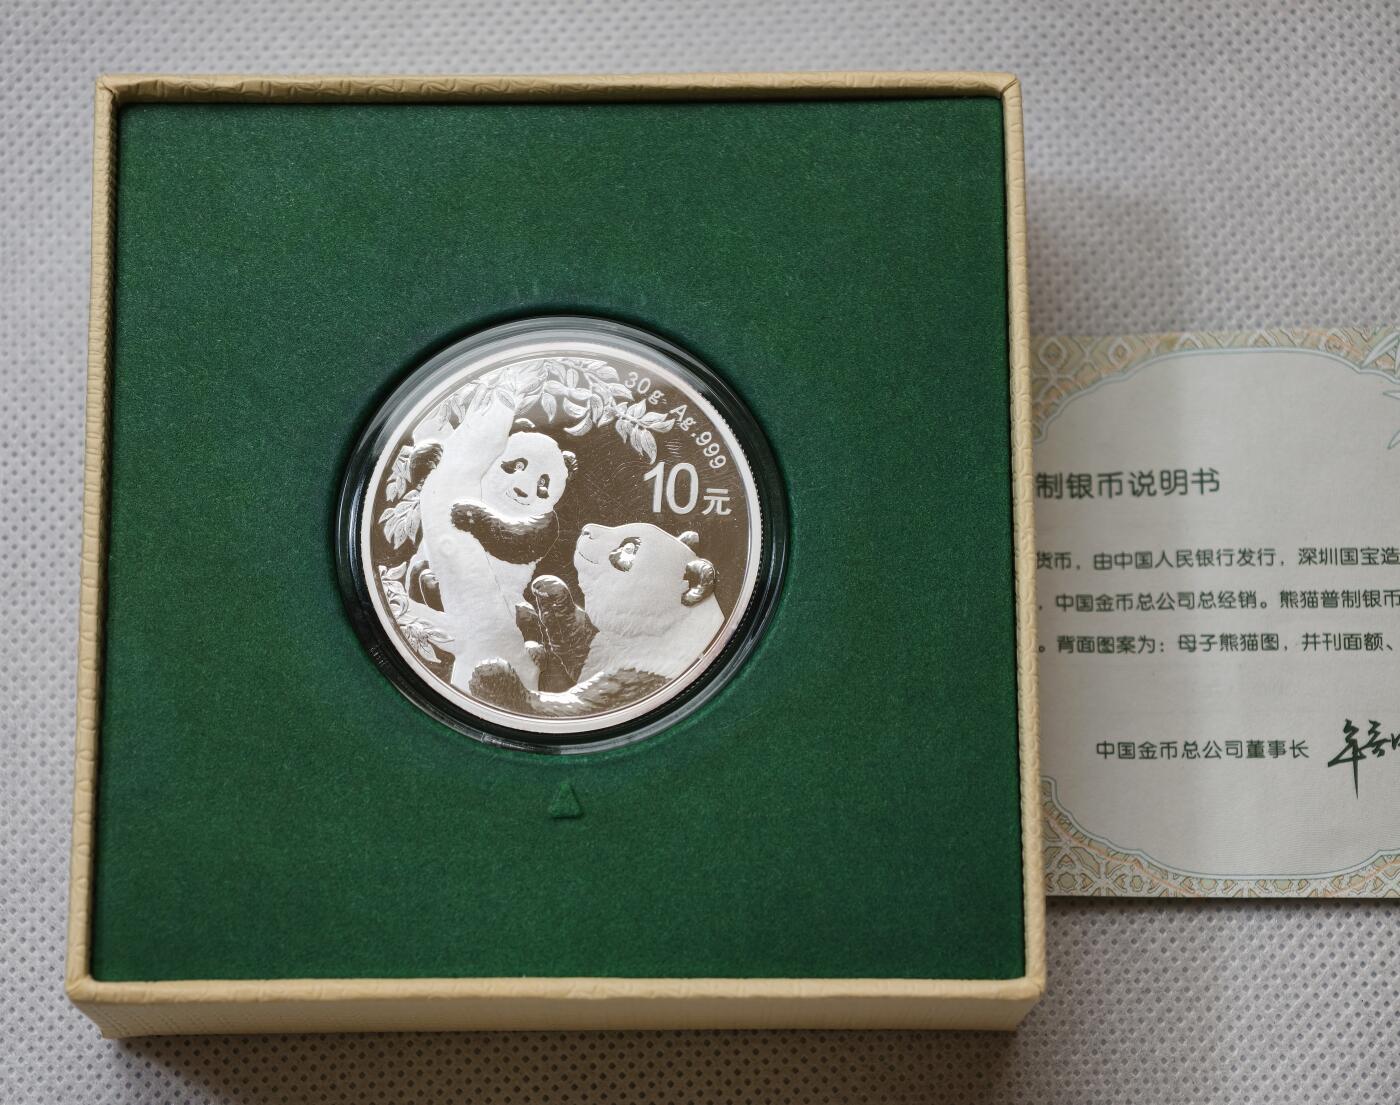 30g Ag.999
10元
制银币说明书
货币，由中国人民银行发行，深圳国宝造
，中国金币总公司总经销。熊猫普制银币
。背面图案为：母子熊猫图，并刊面额、
中国金币总公司董事长